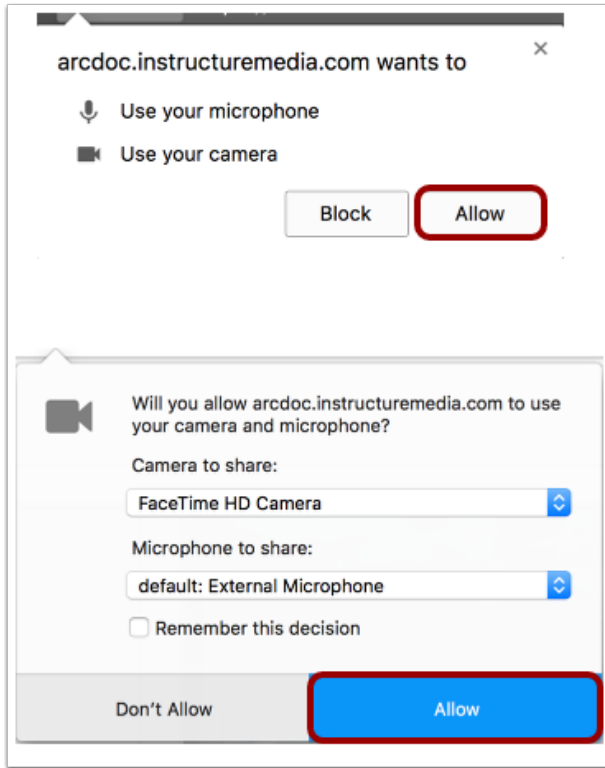 arcdoc.instructuremedia.com wants to
Use your microphone
Use your camera
Block
Allow
Will you allow arcdoc.instructuremedia.com to use
your camera and microphone?
Camera to share:
FaceTime HD Camera
Microphone to share:
default: External Microphone
Remember this decision
Don't Allow
Allow